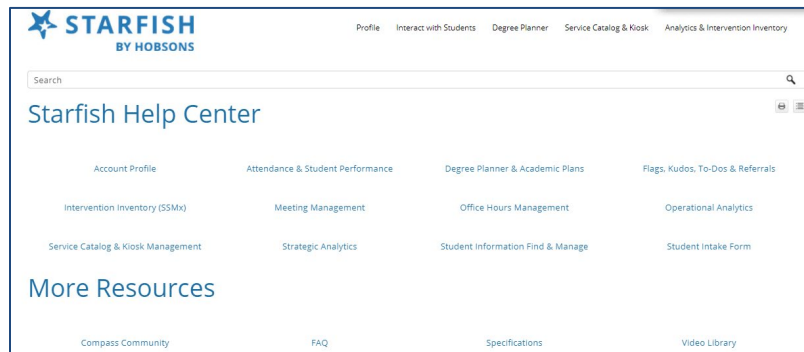 STARFISH
BY HOBSONS
Profile Interact with Students Degree Planner Service Catalog & Kiosk Analytics & Intervention Inventory
Search
Starfish Help Center
Account Profile Attendance & Student Performance Degree Planner & Academic Plans Flags, Kudos, To-Dos & Referrals
Intervention Inventory (SSMx) Meeting Management Office Hours Management Operational Analytics
Service Catalog & Kiosk Management Strategic Analytics Student Information Find & Manage Student Intake Form
More Resources
Compass Community FAQ Specifications Video Library